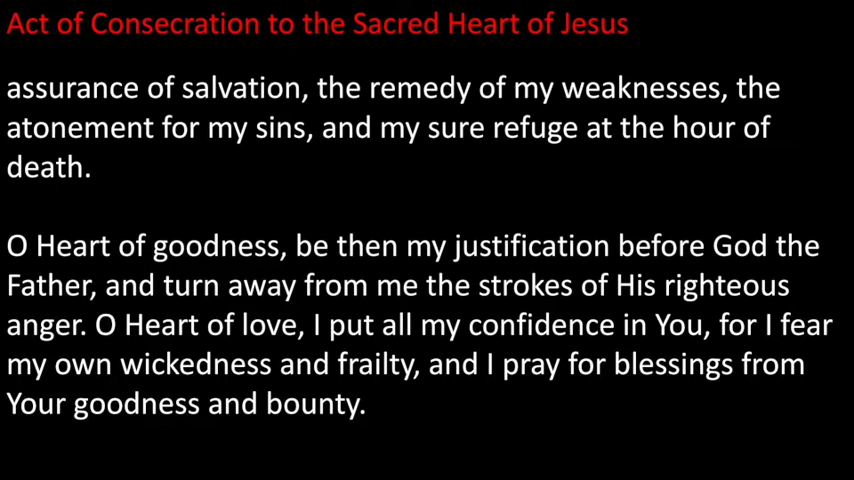 Act of Consecration to the Sacred Heart of Jesus
assurance of salvation, the remedy of my weaknesses, the
atonement for my sins, and my sure refuge at the hour of
death.
O Heart of goodness, be then my justification before God the
Father, and turn away from me the strokes of His righteous
anger. O Heart of love, I put all my confidence in You, for I fear
my own wickedness and frailty, and I pray for blessings from
Your goodness and bounty.